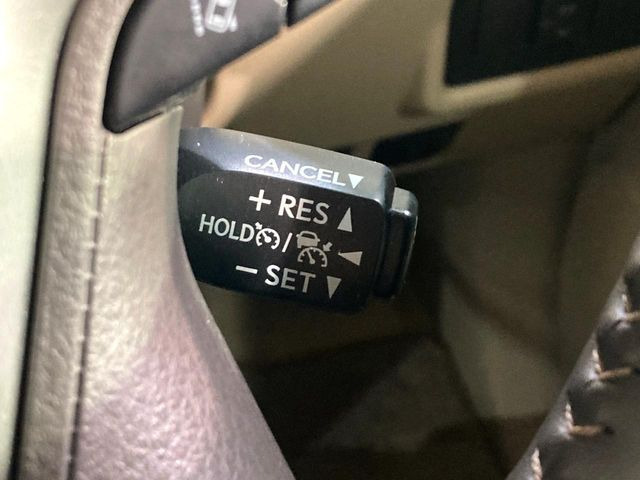 CANCEL▼
+ RES ▲
HOLD / ◀
− SET ▼